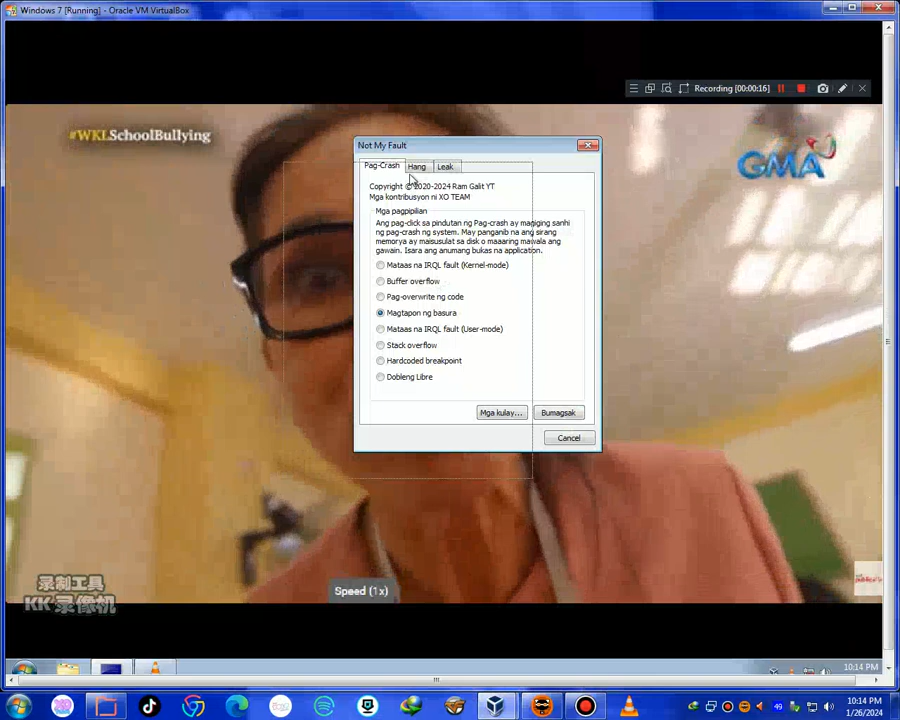 Windows 7 [Running] - Oracle VM VirtualBox
Recording [00:00:16]
#WKLSchoolBullying
GMA
Not My Fault
Pag-Crash Hang Leak
Copyright © 2020-2024 Ram Galit YT
Mga kontribusyon ni XO TEAM
Mga pagpipilian
Ang pag-click sa pindutan ng Pag-crash ay magiging sanhi
ng pag-crash ng system. May panganib na ang sirang
memorya ay maisusulat sa disk o maaaring mawala ang
gawain. Isara ang anumang bukas na application.
Mataas na IRQL fault (Kernel-mode)
Buffer overflow
Pag-overwrite ng code
Magtapon ng basura
Mataas na IRQL fault (User-mode)
Stack overflow
Hardcoded breakpoint
Dobleng Libre
Mga kulay... Bumagsak
Cancel
Speed (1x)
录制工具
KK 录像机
10:14 PM
49
10:14 PM
1/26/2024